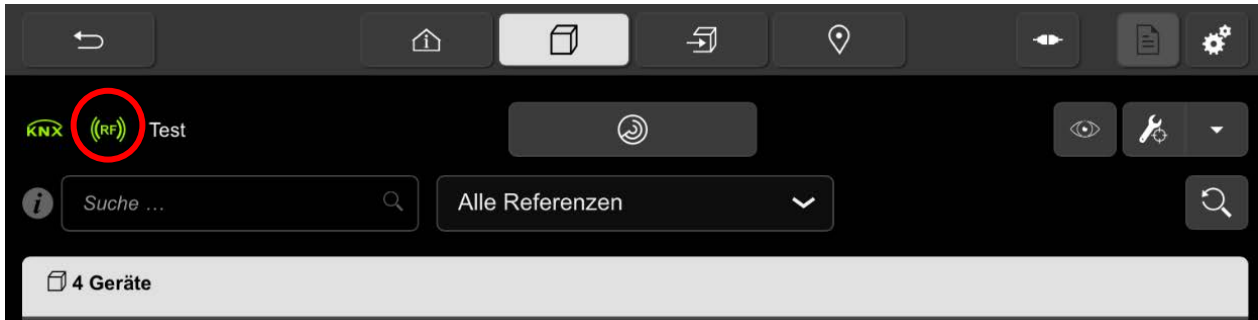 KNX ((RF)) Test
Suche ...
Alle Referenzen
4 Geräte